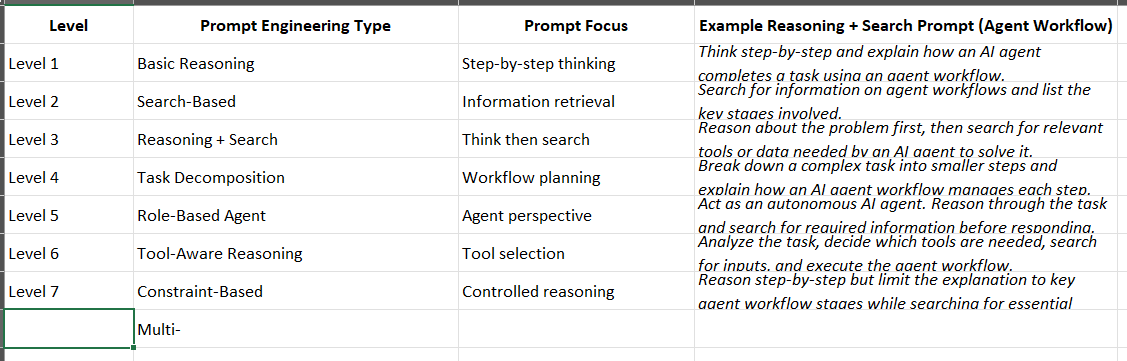 Level Prompt Engineering Type Prompt Focus Example Reasoning + Search Prompt (Agent Workflow)
Level 1 Basic Reasoning Step-by-step thinking Think step-by-step and explain how an AI agent
completes a task using an agent workflow.
Level 2 Search-Based Information retrieval Search for information on agent workflows and list the
key stages involved.
Level 3 Reasoning + Search Think then search Reason about the problem first, then search for relevant
tools or data needed by an AI agent to solve it.
Level 4 Task Decomposition Workflow planning Break down a complex task into smaller steps and
explain how an AI agent workflow manages each step.
Level 5 Role-Based Agent Agent perspective Act as an autonomous AI agent. Reason through the task
and search for required information before responding.
Level 6 Tool-Aware Reasoning Tool selection Analyze the task, decide which tools are needed, search
for inputs, and execute the agent workflow.
Level 7 Constraint-Based Controlled reasoning Reason step-by-step but limit the explanation to key
agent workflow stages while searching for essential
Multi-